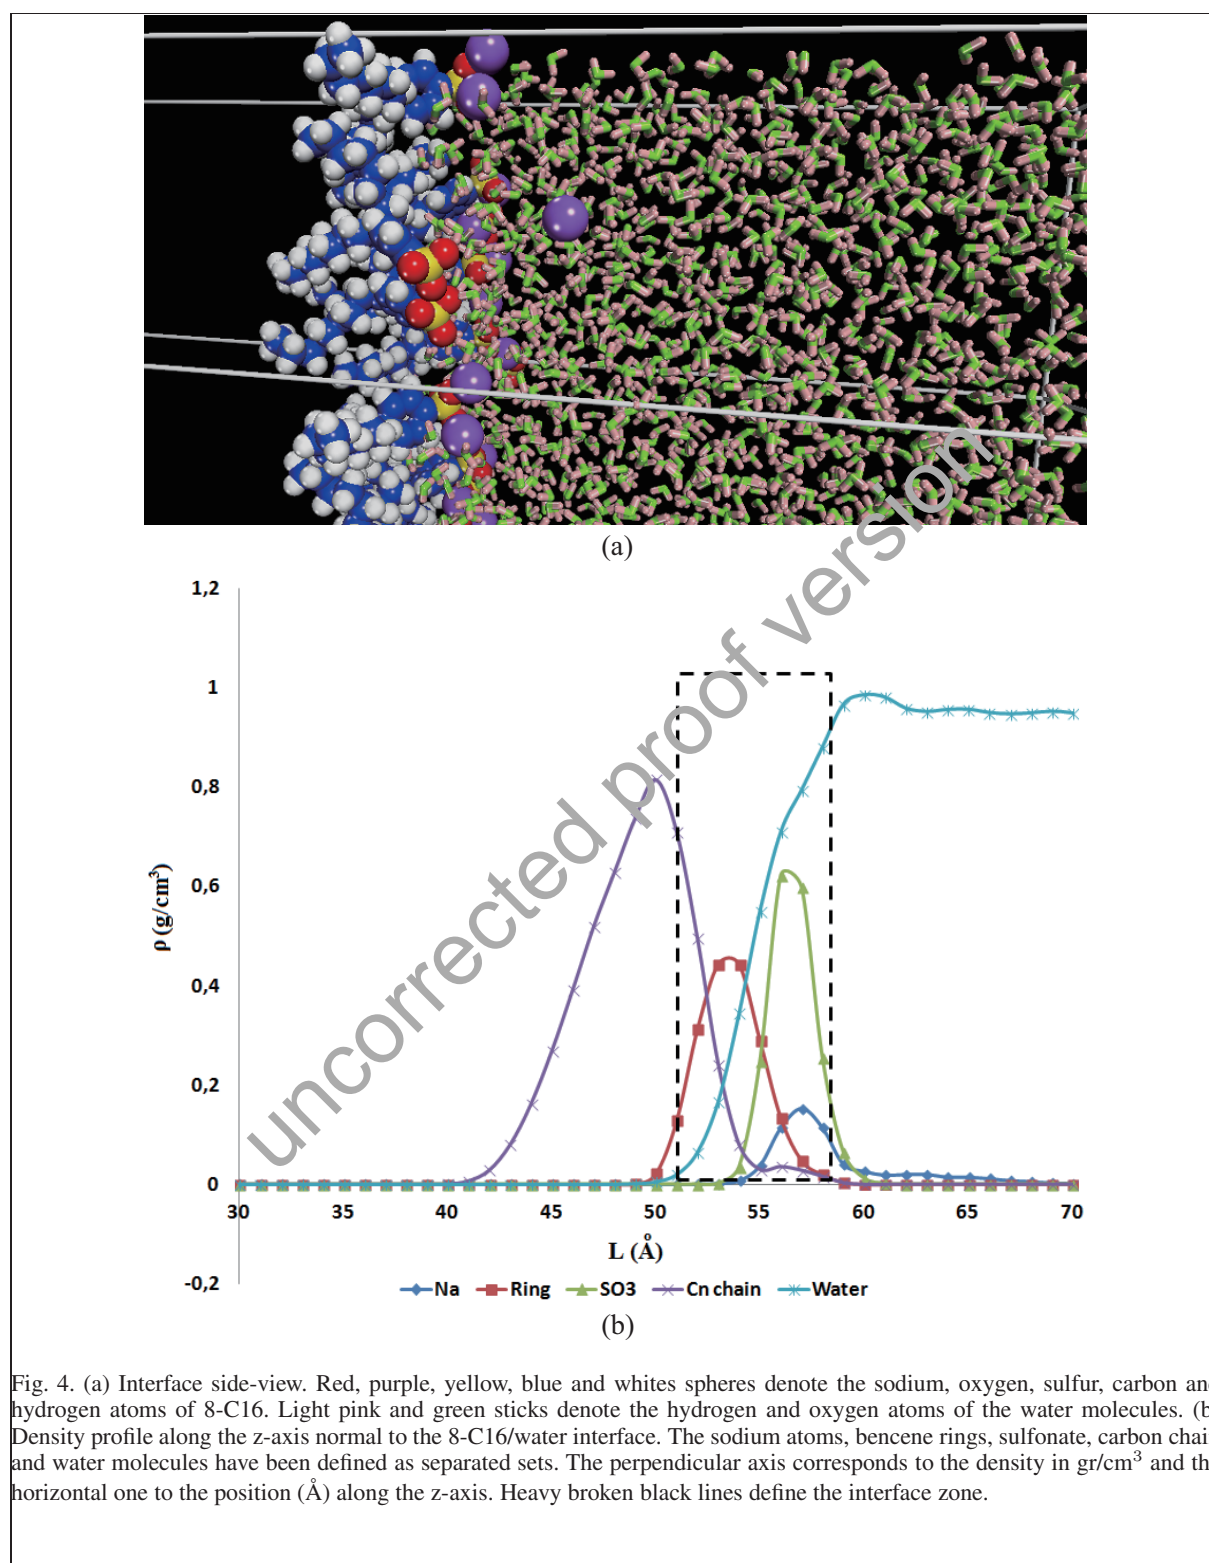 (a)
1,2
1
0,8
0,6
0,4
0,2
0
-0,2
ρ (g/cm³)
30 35 40 45 50 55 60 65 70
L (Å)
Na Ring SO3 Cn chain Water
(b)
uncorrected proof version
Fig. 4. (a) Interface side-view. Red, purple, yellow, blue and whites spheres denote the sodium, oxygen, sulfur, carbon an
hydrogen atoms of 8-C16. Light pink and green sticks denote the hydrogen and oxygen atoms of the water molecules. (b
Density profile along the z-axis normal to the 8-C16/water interface. The sodium atoms, bencene rings, sulfonate, carbon chain
and water molecules have been defined as separated sets. The perpendicular axis corresponds to the density in gr/cm³ and th
horizontal one to the position (Å) along the z-axis. Heavy broken black lines define the interface zone.